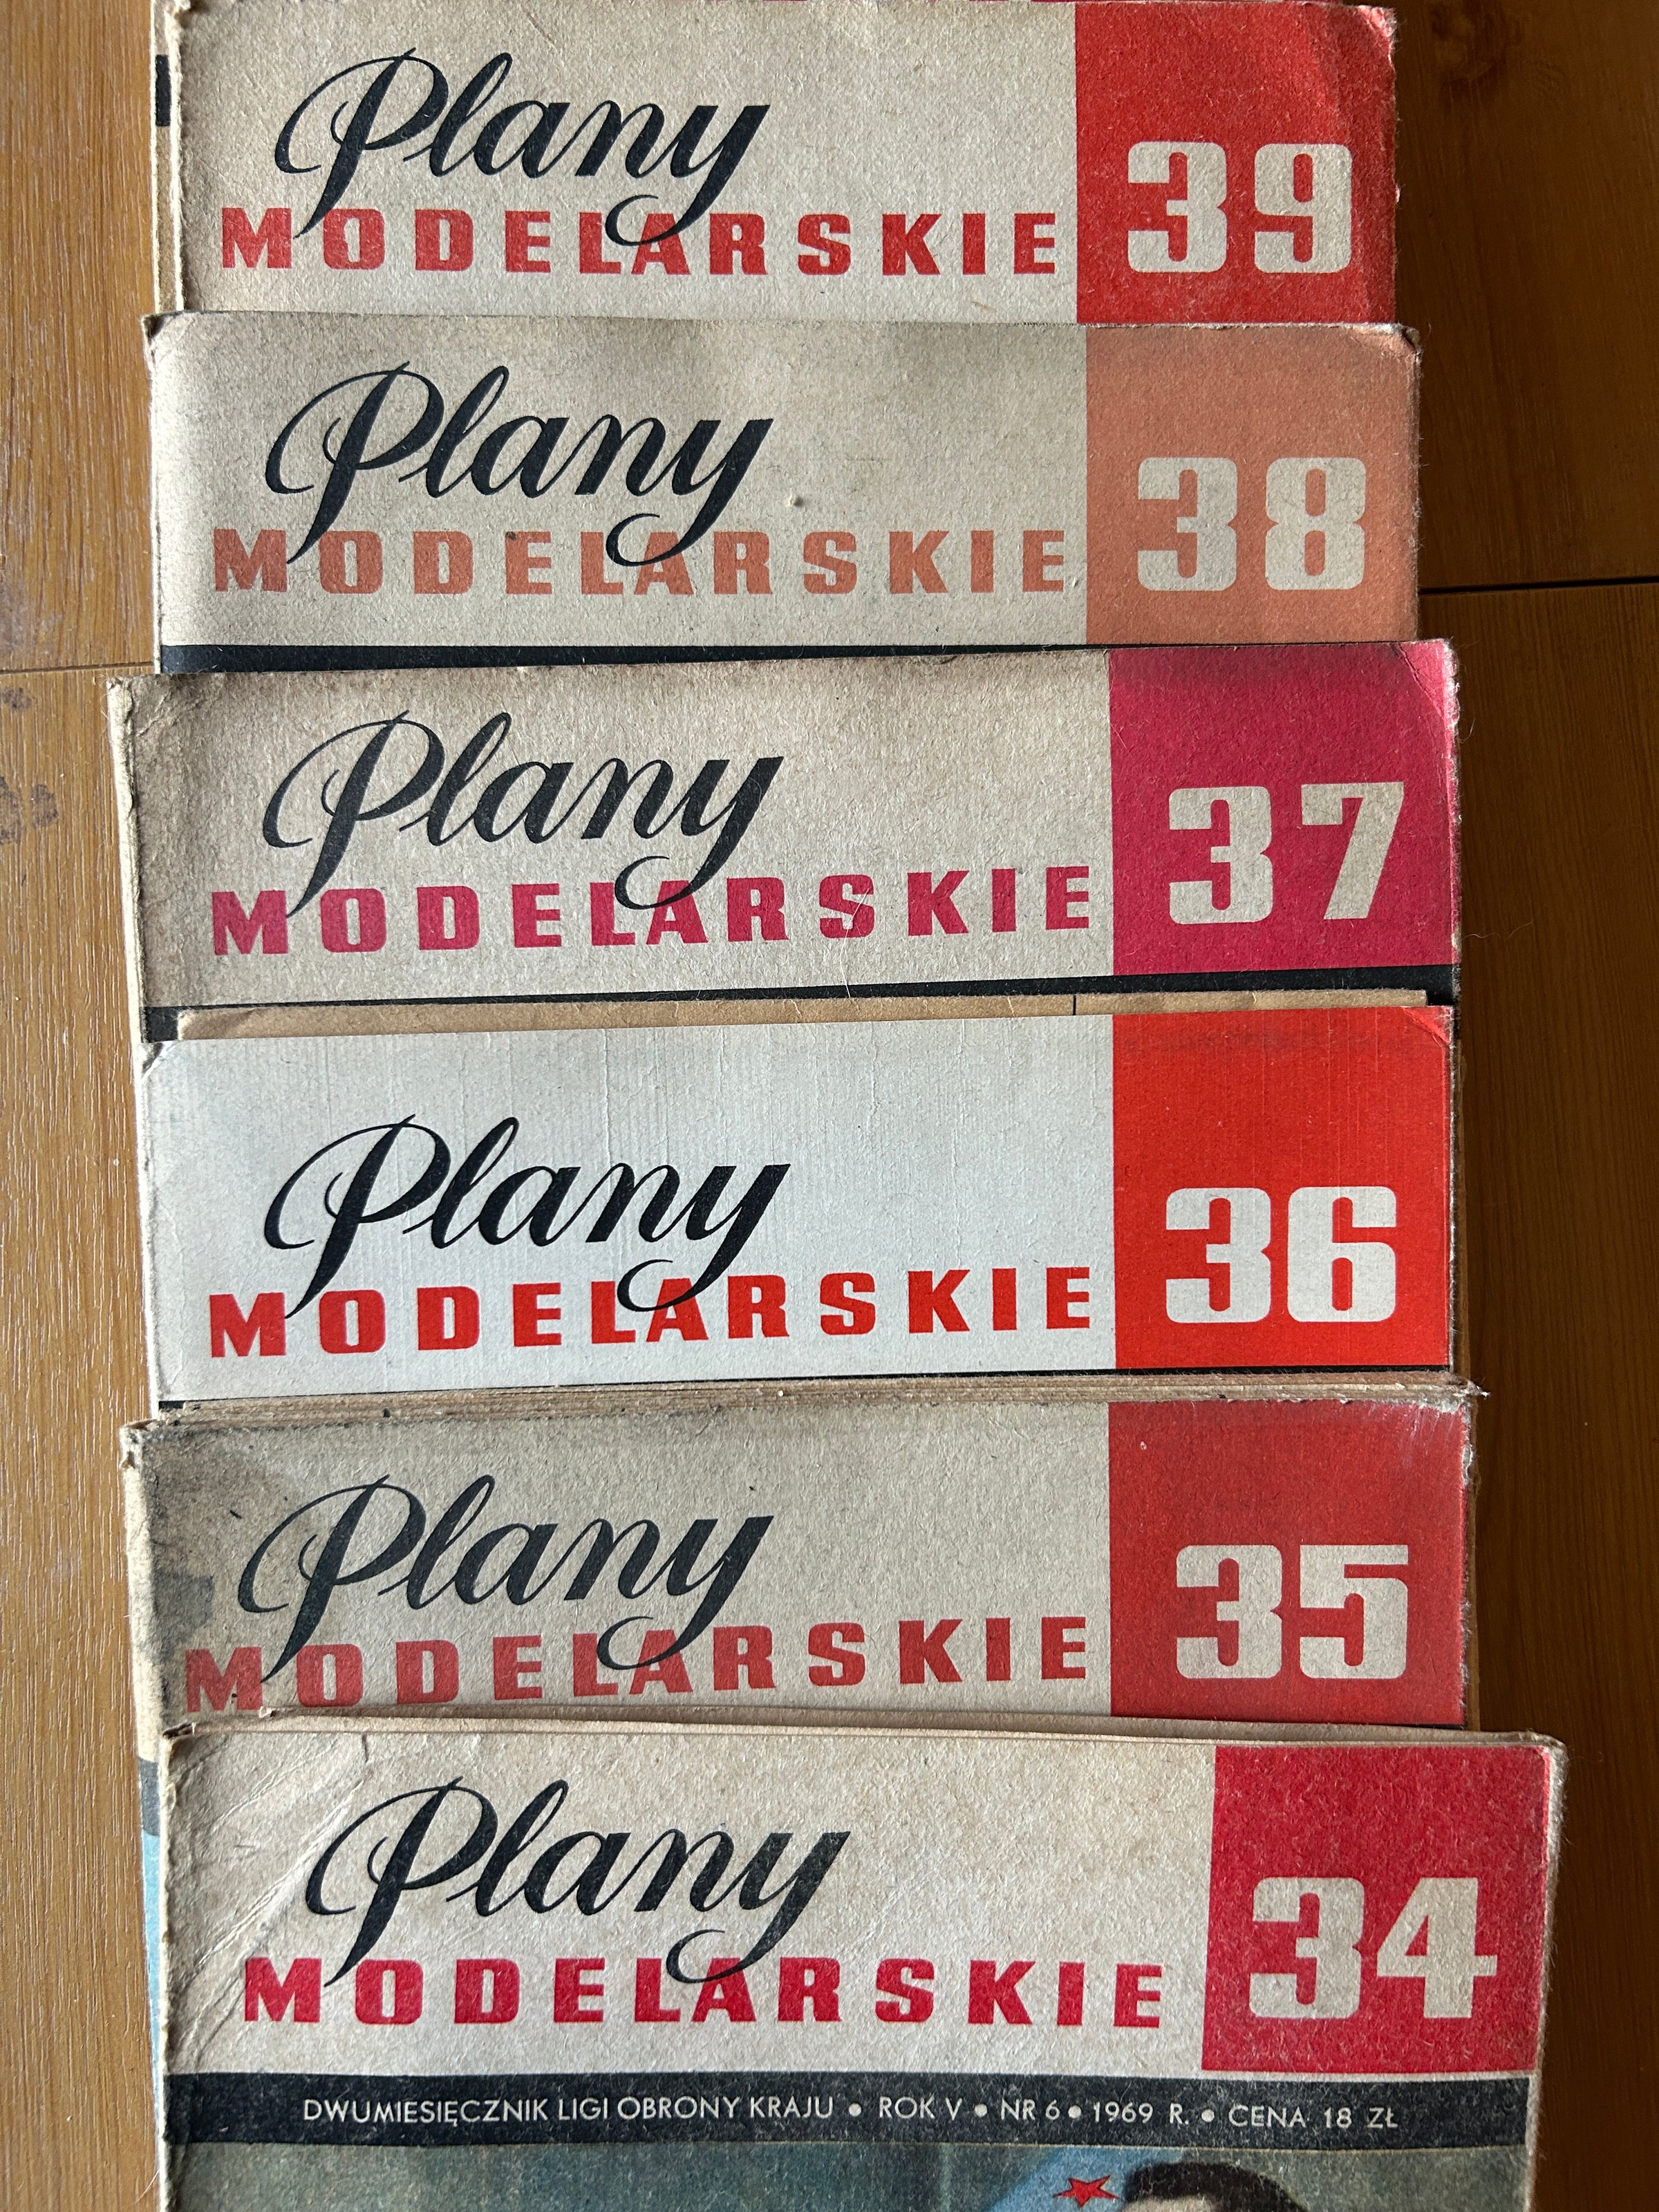 Plany
MODELARSKIE 39
Plany
MODELARSKIE 38
Plany
MODELARSKIE 37
Plany
MODELARSKIE 36
Plany
MODELARSKIE 35
Plany
MODELARSKIE 34
DWUMIESIĘCZNIK LIGI OBRONY KRAJU • ROK V • NR 6 • 1969 R. • CENA 18 ZŁ